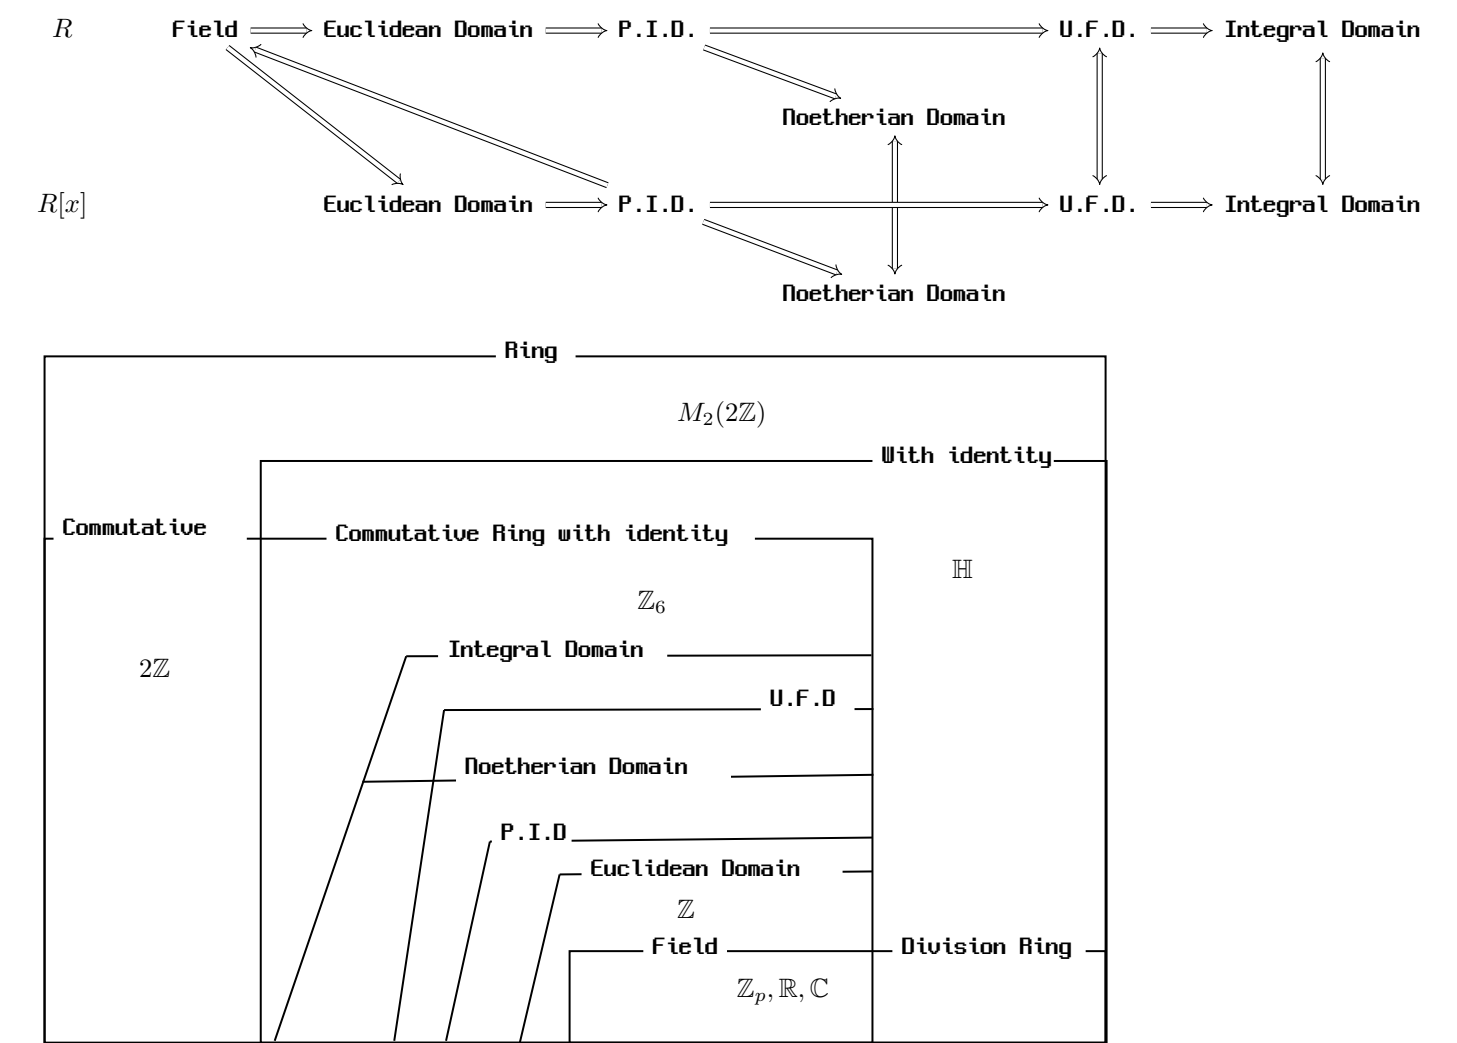 R Field Euclidean Domain P.I.D. U.F.D. Integral Domain
Noetherian Domain
R[x] Euclidean Domain P.I.D. U.F.D. Integral Domain
Noetherian Domain
Ring
M₂(2ℤ)
With identity
Commutative Commutative Ring with identity
ℍ
ℤ₆
Integral Domain
2ℤ
U.F.D
Noetherian Domain
P.I.D
Euclidean Domain
ℤ
Field Division Ring
ℤₚ, ℝ, ℂ